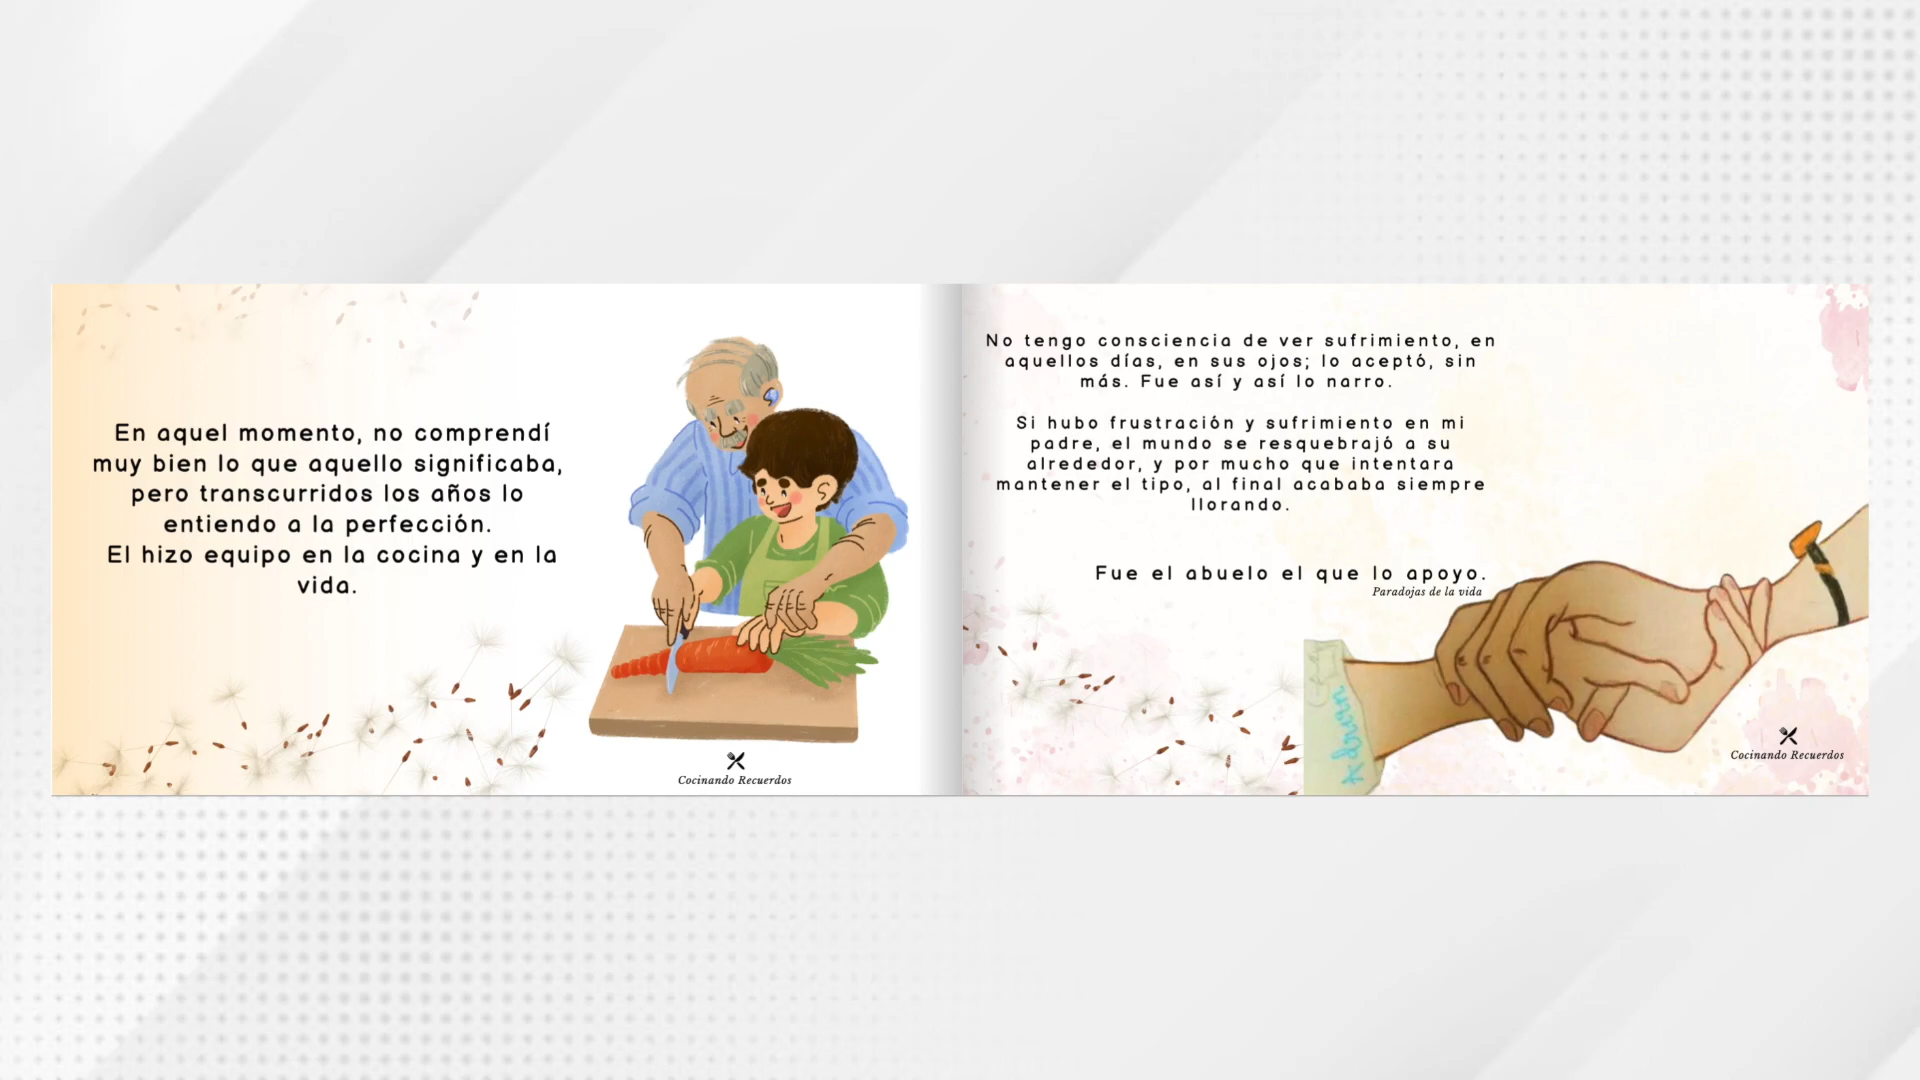 En aquel momento, no comprendí
muy bien lo que aquello significaba,
pero transcurridos los años lo
entiendo a la perfección.
El hizo equipo en la cocina y en la
vida.
Cocinando Recuerdos
No tengo consciencia de ver sufrimiento, en
aquellos días, en sus ojos; lo aceptó, sin
más. Fue así y así lo narro.
Si hubo frustración y sufrimiento en mi
padre, el mundo se resquebrajó a su
alrededor, y por mucho que intentara
mantener el tipo, al final acababa siempre
llorando.
Fue el abuelo el que lo apoyo.
Paradojas de la vida
Cocinando Recuerdos